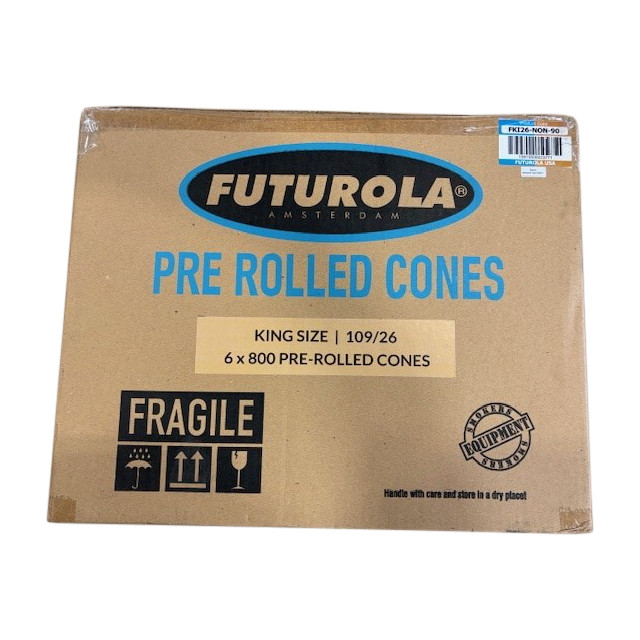 FKI26-NON-90
FUTUROLA USA
FUTUROLA®
AMSTERDAM
PRE ROLLED CONES
KING SIZE | 109/26
6 x 800 PRE-ROLLED CONES
FRAGILE
SMOKERS
EQUIPMENT
SMOKERS
Handle with care and store in a dry place!